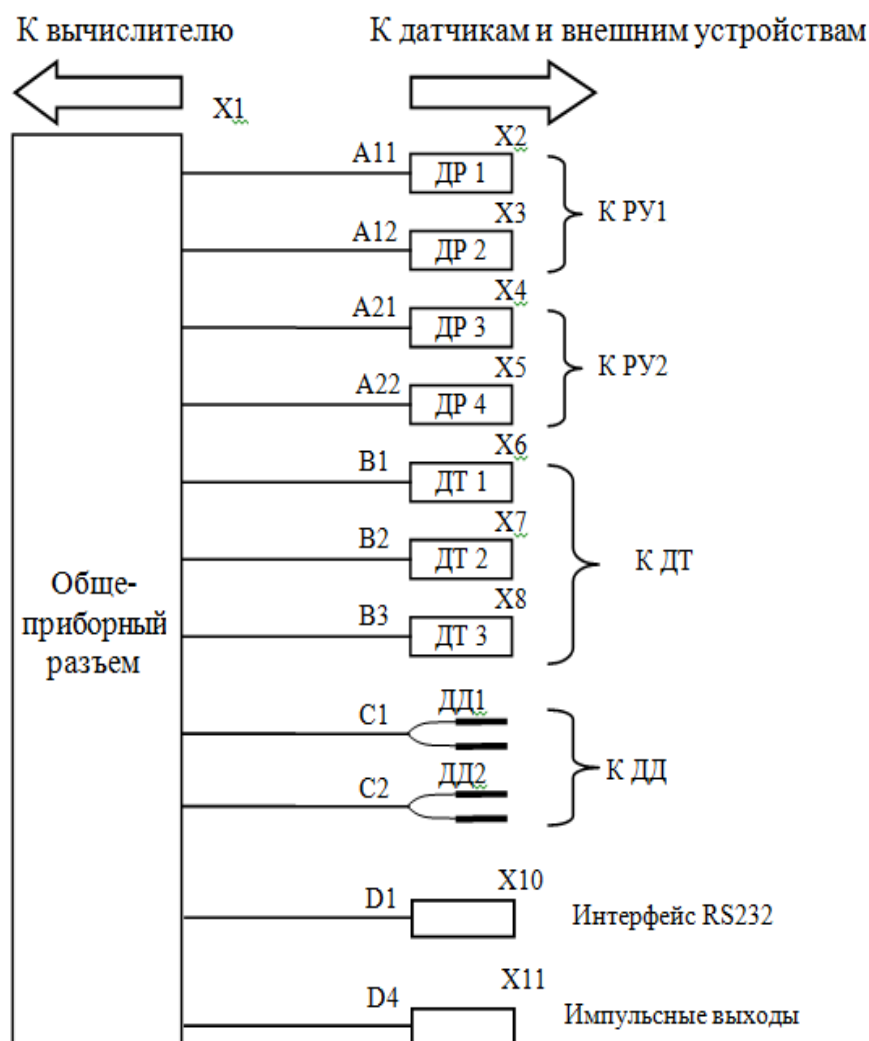 К вычислителю
К датчикам и внешним устройствам
X1
X2
A11
ДР 1
X3
К РУ1
A12
ДР 2
X4
A21
ДР 3
X5
К РУ2
A22
ДР 4
X6
B1
ДТ 1
X7
B2
ДТ 2
К ДТ
X8
B3
ДТ 3
Обще-
приборный
разъем
ДД1
C1
ДД2
К ДД
C2
X10
D1
Интерфейс RS232
X11
D4
Импульсные выходы